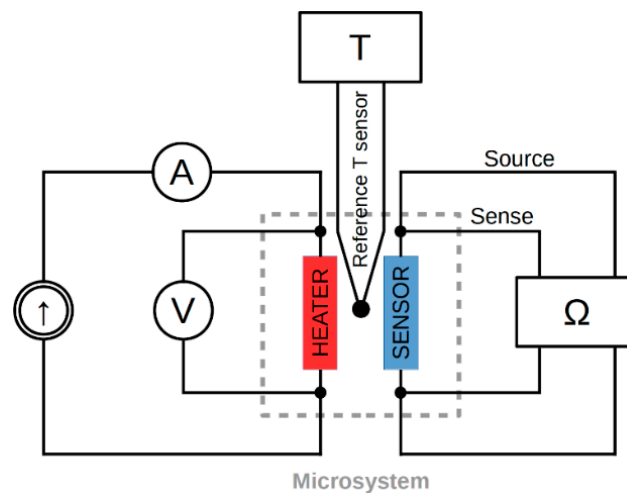 T
Reference T sensor
A
Source
Sense
↑
V
HEATER
SENSOR
Ω
Microsystem